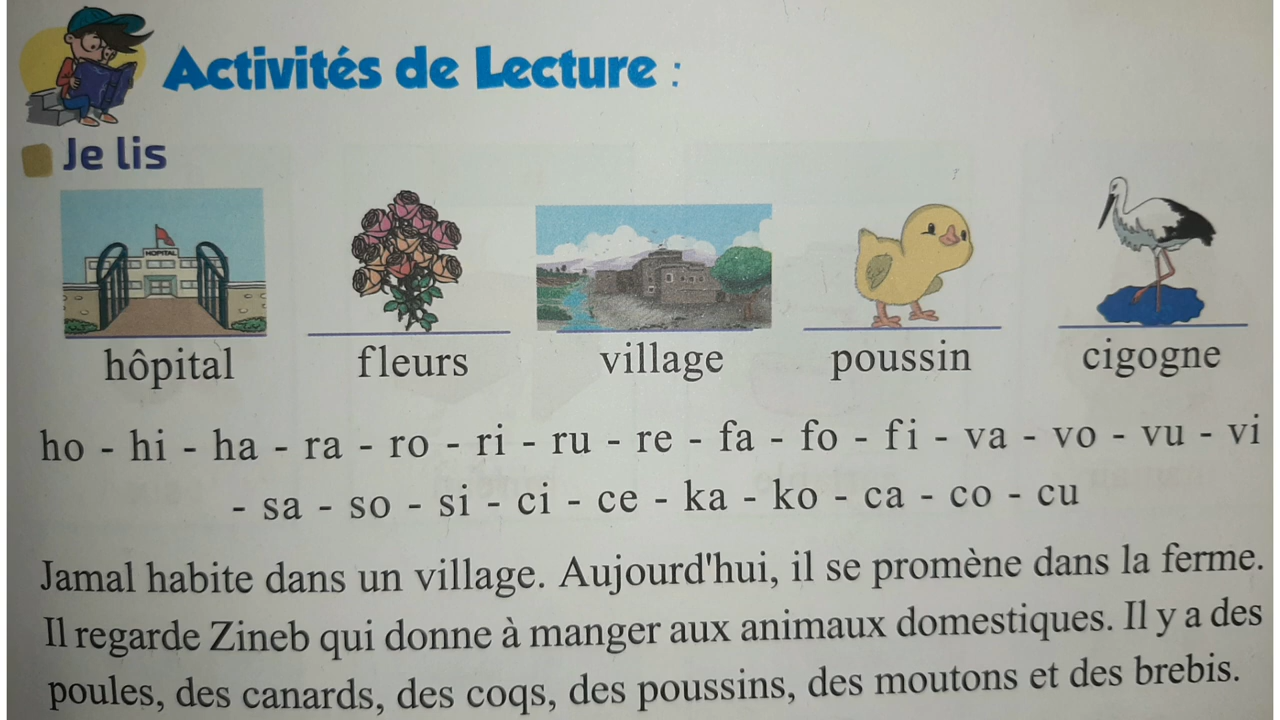 Activités de Lecture :
Je lis
HOPITAL
hôpital fleurs village poussin cigogne
ho - hi - ha - ra - ro - ri - ru - re - fa - fo - fi - va - vo - vu - vi
- sa - so - si - ci - ce - ka - ko - ca - co - cu
Jamal habite dans un village. Aujourd'hui, il se promène dans la ferme.
Il regarde Zineb qui donne à manger aux animaux domestiques. Il y a des
poules, des canards, des coqs, des poussins, des moutons et des brebis.